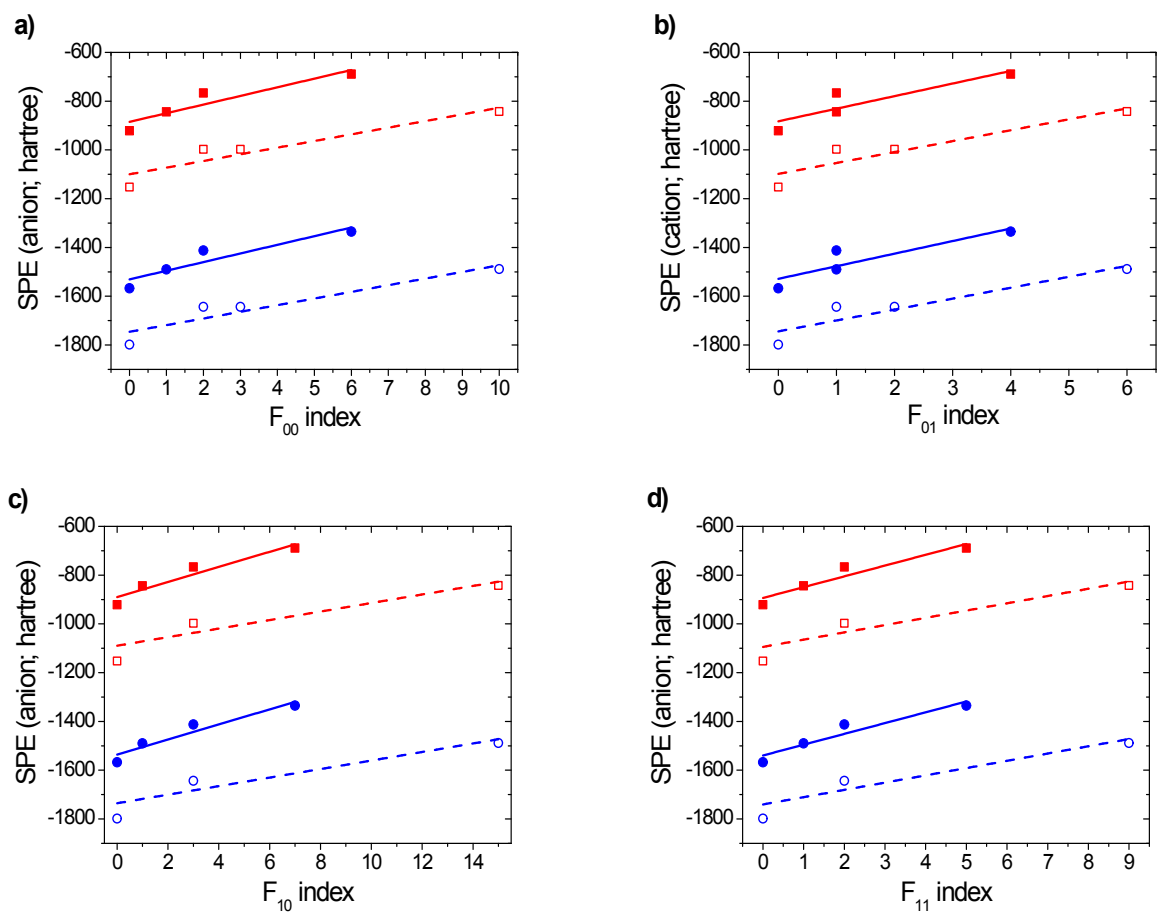 a)
-600
-800
-1000
-1200
-1400
-1600
-1800
SPE (anion; hartree)
0 1 2 3 4 5 6 7 8 9 10
F00 index
b)
-600
-800
-1000
-1200
-1400
-1600
-1800
SPE (cation; hartree)
0 1 2 3 4 5 6
F01 index
c)
-600
-800
-1000
-1200
-1400
-1600
-1800
SPE (anion; hartree)
0 2 4 6 8 10 12 14
F10 index
d)
-600
-800
-1000
-1200
-1400
-1600
-1800
SPE (anion; hartree)
0 1 2 3 4 5 6 7 8 9
F11 index